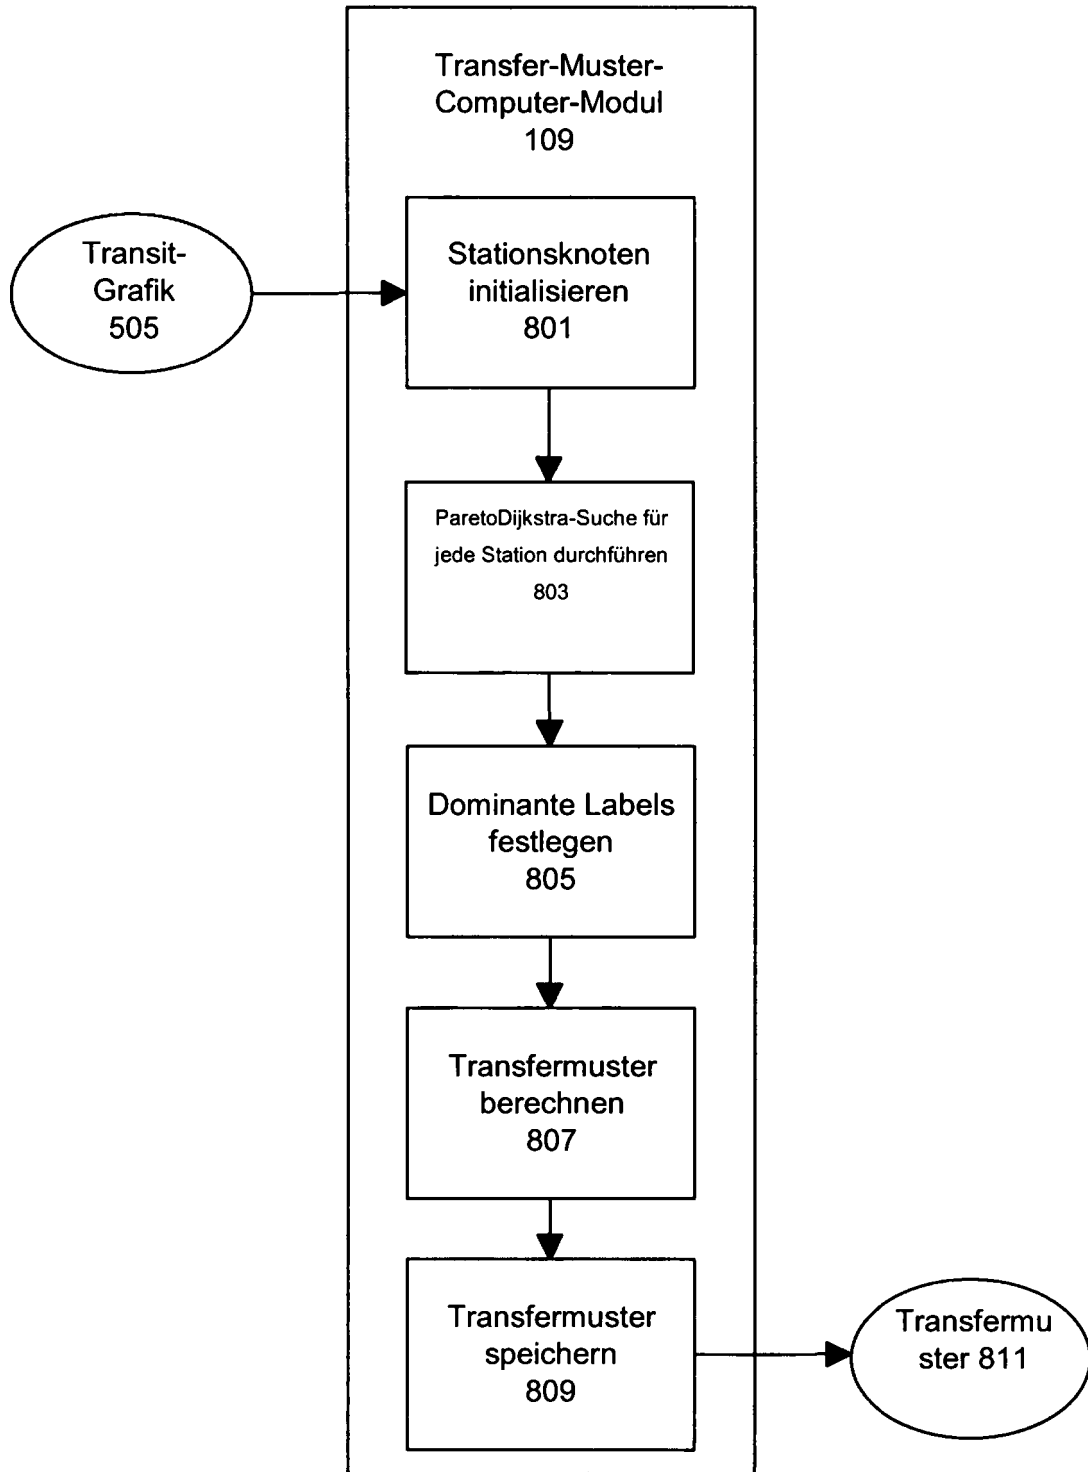 Transfer-Muster-
Computer-Modul
109
Transit-
Grafik
505
Stationsknoten
initialisieren
801
ParetoDijkstra-Suche für
jede Station durchführen
803
Dominante Labels
festlegen
805
Transfermuster
berechnen
807
Transfermuster
speichern
809
Transfermu
ster 811